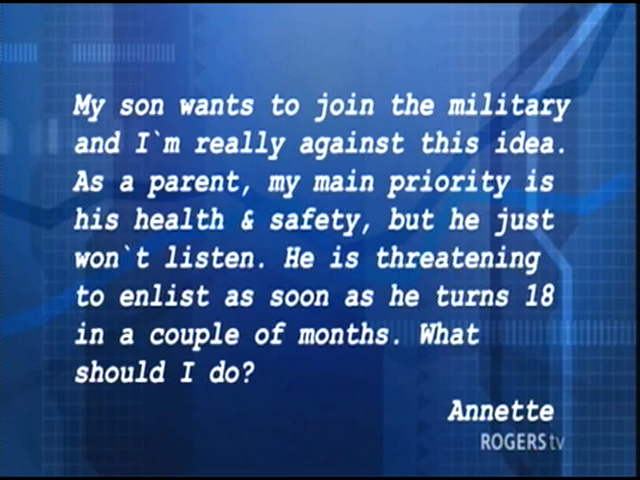 My son wants to join the military
and I`m really against this idea.
As a parent, my main priority is
his health & safety, but he just
won`t listen. He is threatening
to enlist as soon as he turns 18
in a couple of months. What
should I do?
Annette
ROGERStv